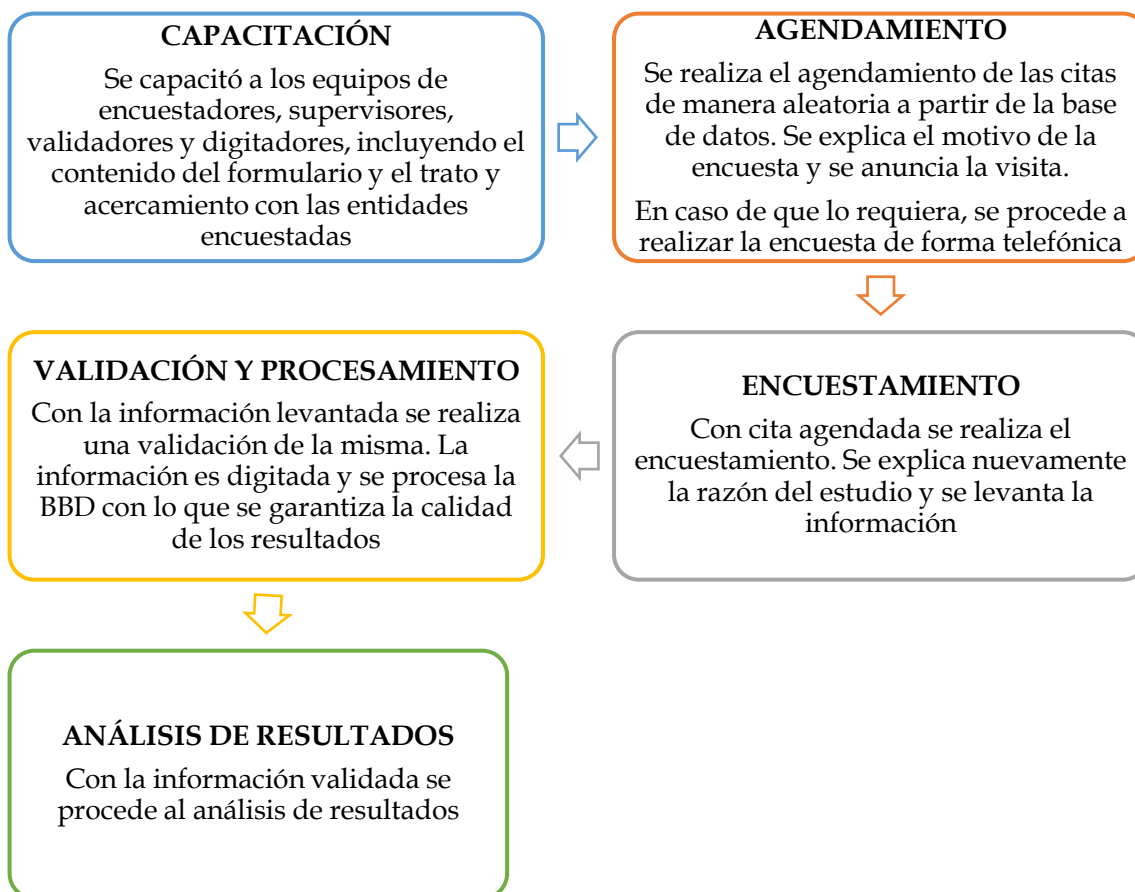 CAPACITACIÓN
Se capacitó a los equipos de
encuestadores, supervisores,
validadores y digitadores, incluyendo el
contenido del formulario y el trato y
acercamiento con las entidades
encuestadas
AGENDAMIENTO
Se realiza el agendamiento de las citas
de manera aleatoria a partir de la base
de datos. Se explica el motivo de la
encuesta y se anuncia la visita.
En caso de que lo requiera, se procede a
realizar la encuesta de forma telefónica
ENCUESTAMIENTO
Con cita agendada se realiza el
encuestamiento. Se explica nuevamente
la razón del estudio y se levanta la
información
VALIDACIÓN Y PROCESAMIENTO
Con la información levantada se realiza
una validación de la misma. La
información es digitada y se procesa la
BBD con lo que se garantiza la calidad
de los resultados
ANÁLISIS DE RESULTADOS
Con la información validada se
procede al análisis de resultados